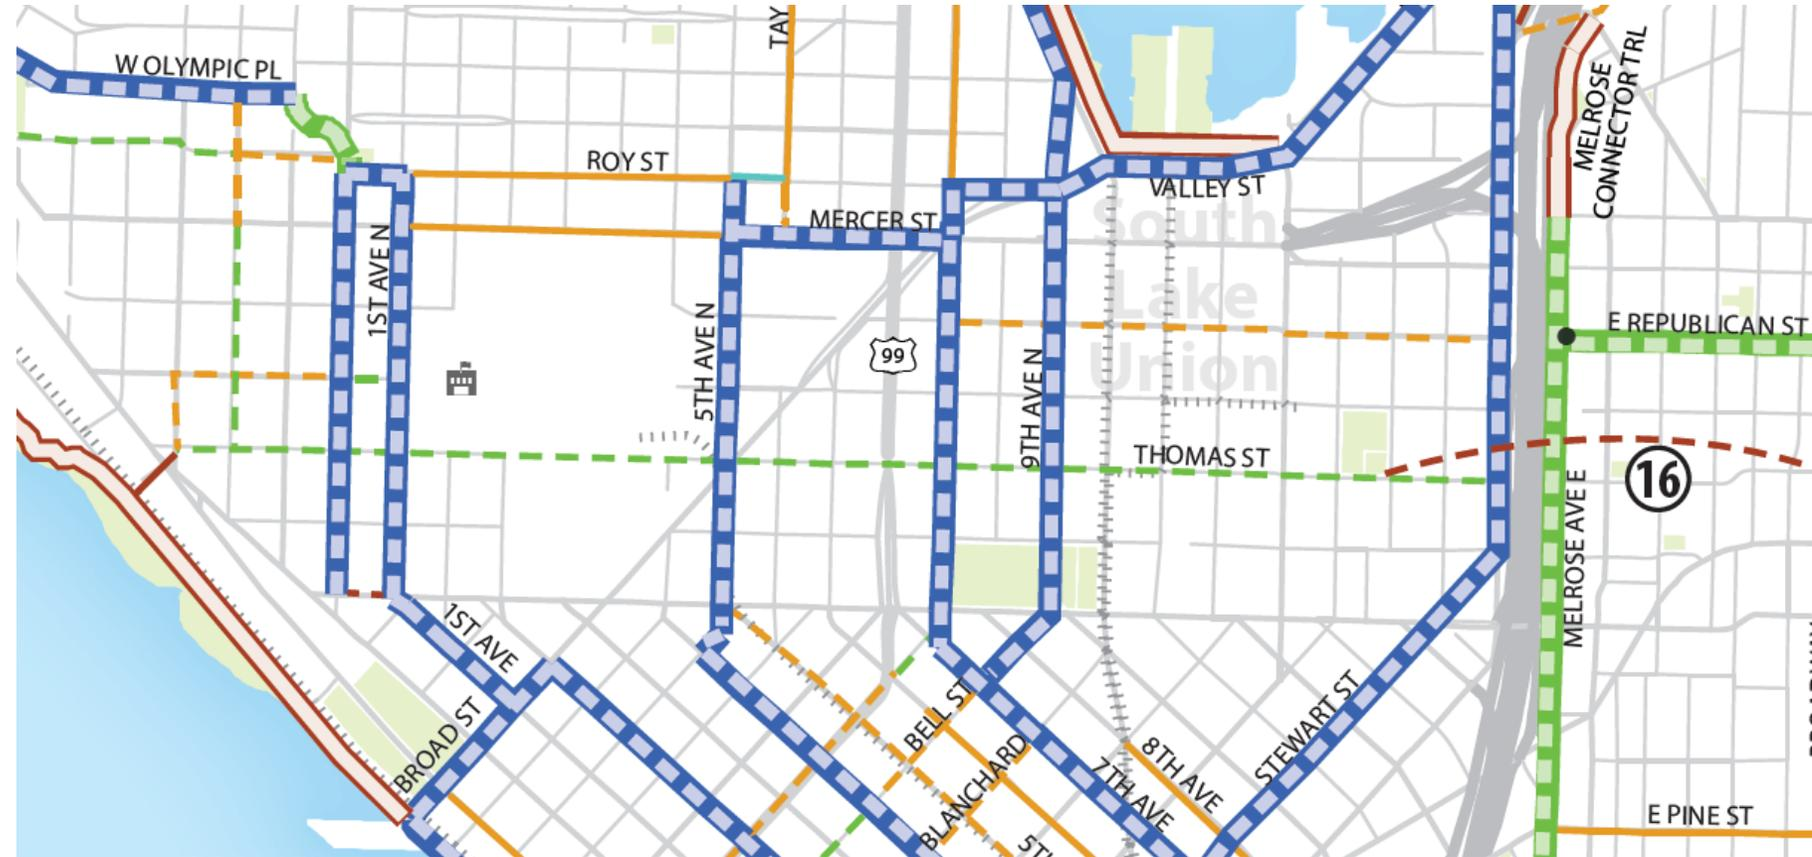 TAY
W OLYMPIC PL
MELROSE
CONNECTOR TRL
ROY ST
VALLEY ST
MERCER ST
South
Lake
Union
1ST AVE N
5TH AVE N
99
9TH AVE N
E REPUBLICAN ST
THOMAS ST
16
MELROSE AVE E
1ST AVE
BROAD ST
BELL ST
BLANCHARD
7TH AVE
8TH AVE
STEWART ST
5T
E PINE ST